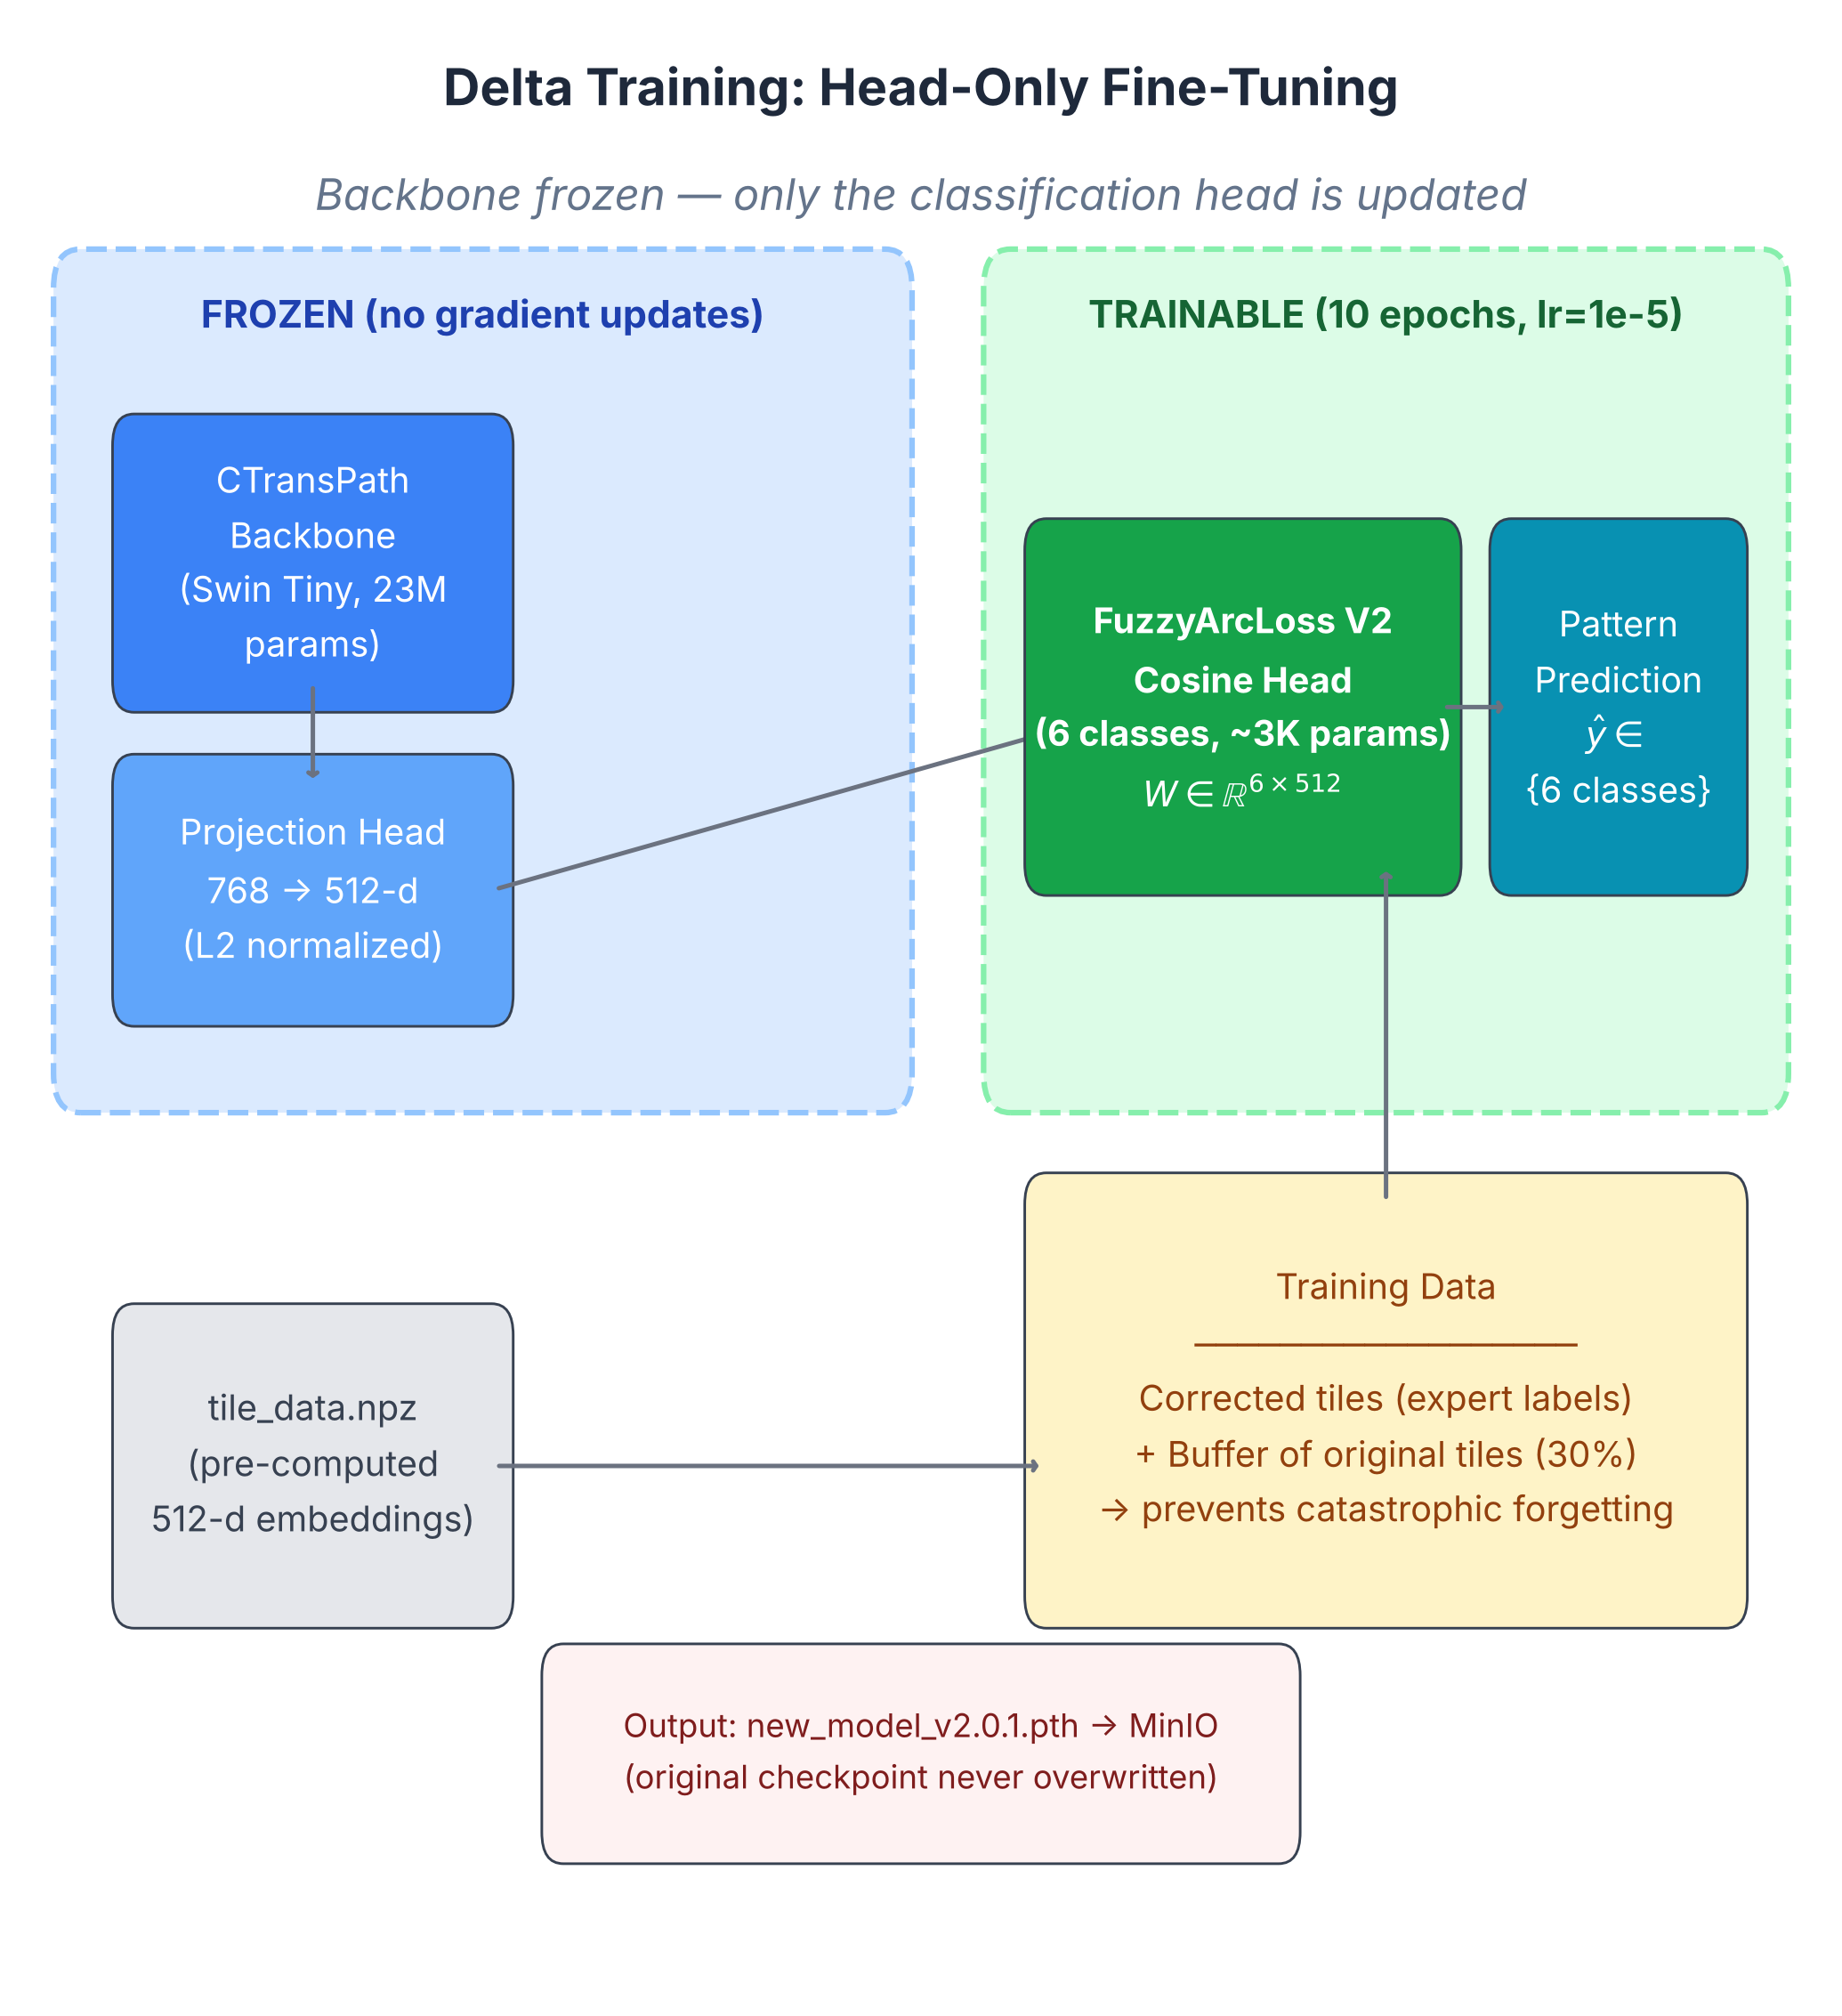 Delta Training: Head-Only Fine-Tuning
Backbone frozen — only the classification head is updated
FROZEN (no gradient updates)
CTransPath
Backbone
(Swin Tiny, 23M
params)
Projection Head
768 → 512-d
(L2 normalized)
TRAINABLE (10 epochs, lr=1e-5)
FuzzyArcLoss V2
Cosine Head
(6 classes, ~3K params)
W ∈ ℝ^{6 × 512}
Pattern
Prediction
ŷ ∈
{6 classes}
tile_data.npz
(pre-computed
512-d embeddings)
Training Data
Corrected tiles (expert labels)
+ Buffer of original tiles (30%)
→ prevents catastrophic forgetting
Output: new_model_v2.0.1.pth → MinIO
(original checkpoint never overwritten)